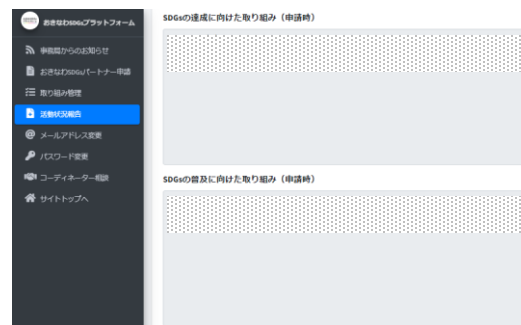 おきなわSDGsプラットフォーム
事務局からのお知らせ
おきなわSDGsパートナー申請
取り組み管理
活動状況報告
メールアドレス変更
パスワード変更
コーディネーター相談
サイトトップへ
SDGsの達成に向けた取り組み（申請時）
SDGsの普及に向けた取り組み（申請時）